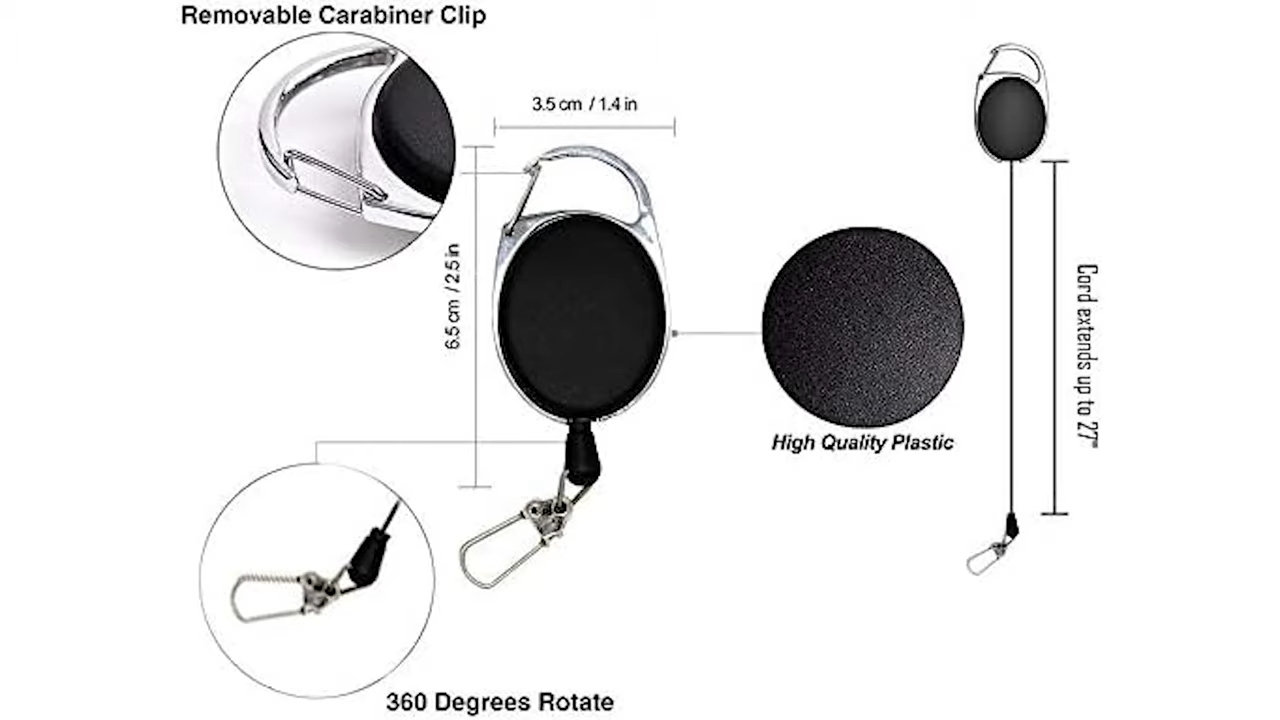 Removable Carabiner Clip
3.5 cm / 1.4 in
6.5 cm / 2.5 in
Cord extends up to 27"
High Quality Plastic
360 Degrees Rotate